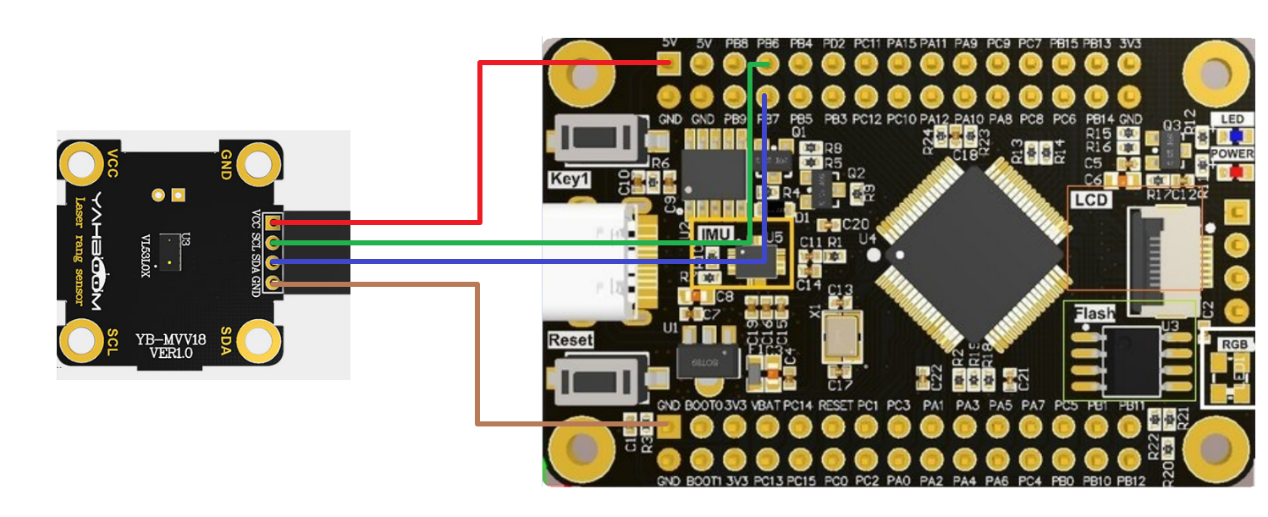 VCC
GND
YAHBOOM
Laser rang sensor
U3
VL53L0X
VCC
SCL
SDA
GND
SCL
SDA
YB-MVV18
VER1.0
5V 5V PB8 PB6 PB4 PD2 PC11 PA15 PA11 PA9 PC9 PC7 PB15 PB13 3V3
GND GND PB9 PB7 PB5 PB3 PC12 PC10 PA12 PA10 PA8 PC8 PC6 PB14 GND
Key1
C10
R6
C9
Q1
R8
R5
R4
Q2
R9
D1
C20
U2
IMU
U5
C11
R1
C14
C8
C7
U1
C13
X1
C17
C19
C16
C15
C4
R24
C18
R23
R13
R14
U4
R15
R16
C5
C6
Q3
R12
R17
LED
POWER
LCD
C2
Flash
U3
RGB
Reset
C22
R19
R18
C21
C1
R3
R22
R21
R20
GND BOOT0 3V3 VBAT PC14 RESET PC1 PC3 PA1 PA3 PA5 PA7 PC5 PB1 PB11
GND BOOT1 3V3 PC13 PC15 PC0 PC2 PA0 PA2 PA4 PA6 PC4 PB0 PB10 PB12